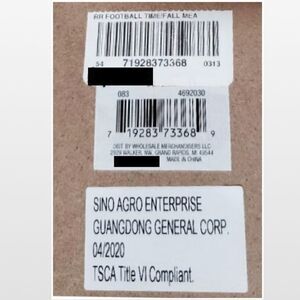 RR FOOTBALL TIME/FALL MEA
54 71928373368 0313
083 4692030
7 19283 73368 9
DIST. BY WHOLESALE MERCHANDISERS LLC
2929 WALKER, NW, GRAND RAPIDS, MI. 49544
MADE IN CHINA
SINO AGRO ENTERPRISE
GUANGDONG GENERAL CORP.
04/2020
TSCA Title VI Compliant.